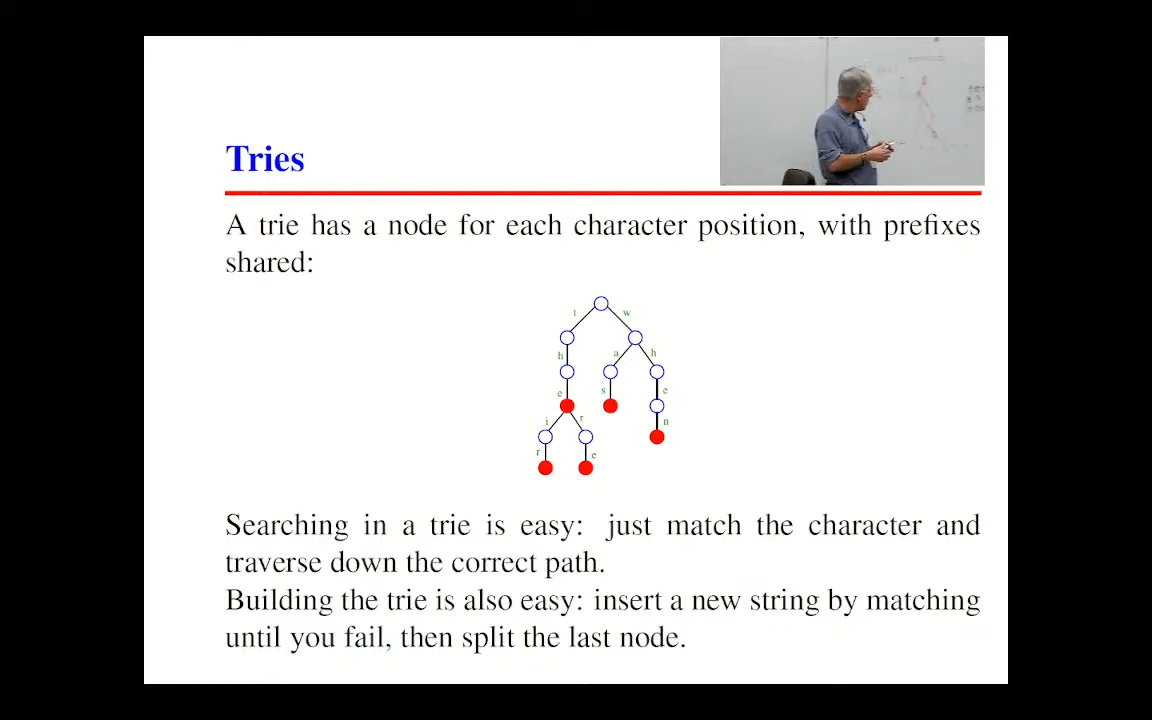 Tries
A trie has a node for each character position, with prefixes
shared:
t w
h a h
e s e
i r n
r e
Searching in a trie is easy: just match the character and
traverse down the correct path.
Building the trie is also easy: insert a new string by matching
until you fail, then split the last node.